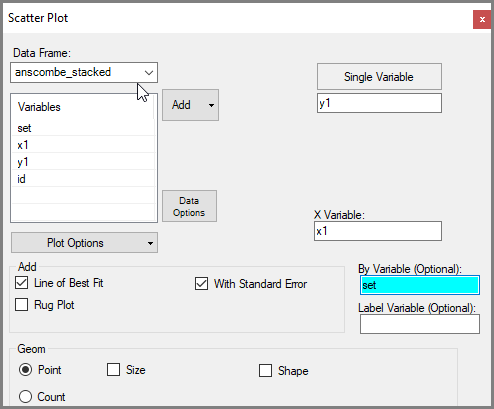 Scatter Plot
Data Frame:
anscombe_stacked
Single Variable
Variables
Add
y1
set
x1
y1
id
Data
Options
X Variable:
x1
Plot Options
Add
Line of Best Fit
With Standard Error
Rug Plot
By Variable (Optional):
set
Label Variable (Optional):
Geom
Point
Size
Shape
Count